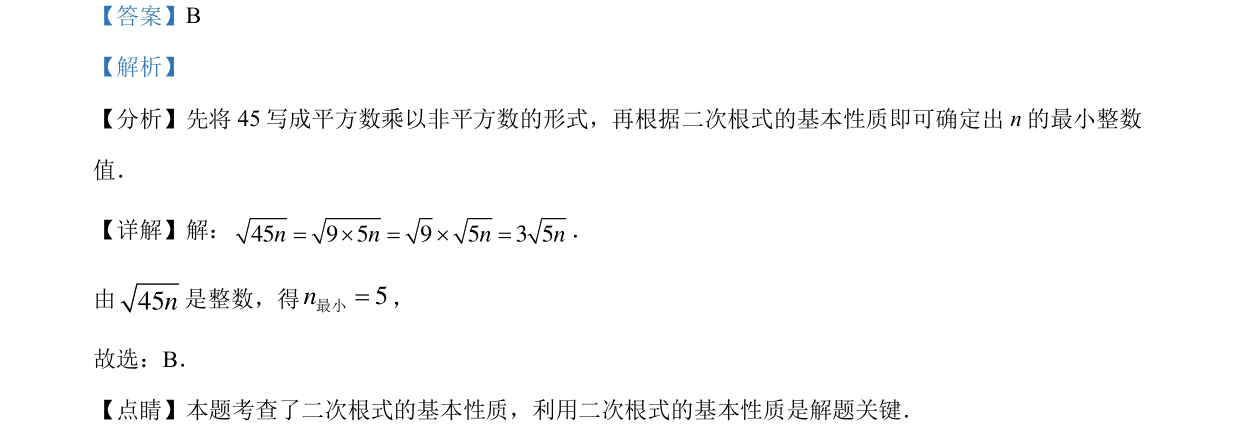 【答案】B
【解析】
【分析】先将 45 写成平方数乘以非平方数的形式，再根据二次根式的基本性质即可确定出 n 的最小整数
值．
【详解】解：√45n = √9×5n = √9 × √5n = 3√5n．
由√45n 是整数，得n最小 = 5，
故选：B．
【点睛】本题考查了二次根式的基本性质，利用二次根式的基本性质是解题关键．